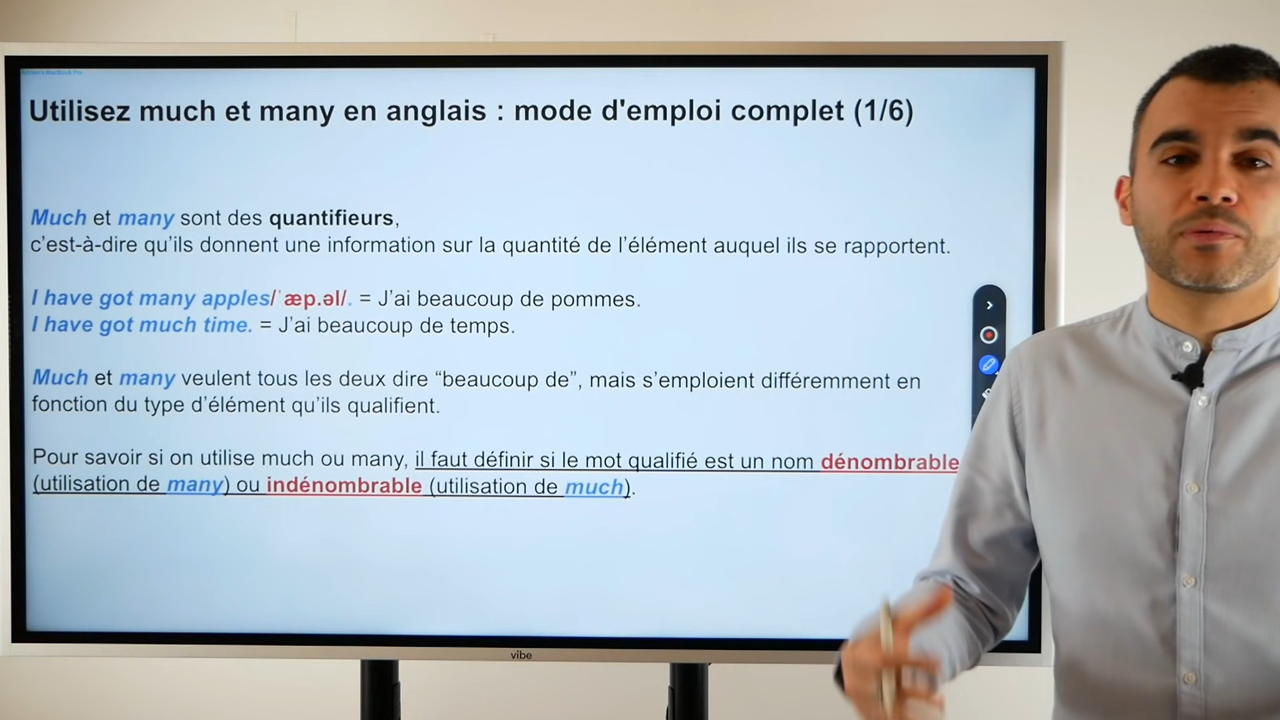 Adrien's MacBook Pro
Utilisez much et many en anglais : mode d'emploi complet (1/6)
Much et many sont des quantifieurs,
c'est-à-dire qu'ils donnent une information sur la quantité de l'élément auquel ils se rapportent.
I have got many apples/ˈæp.əl/. = J'ai beaucoup de pommes.
I have got much time. = J'ai beaucoup de temps.
Much et many veulent tous les deux dire “beaucoup de”, mais s'emploient différemment en
fonction du type d'élément qu'ils qualifient.
Pour savoir si on utilise much ou many, il faut définir si le mot qualifié est un nom dénombrable
(utilisation de many) ou indénombrable (utilisation de much).
vibe